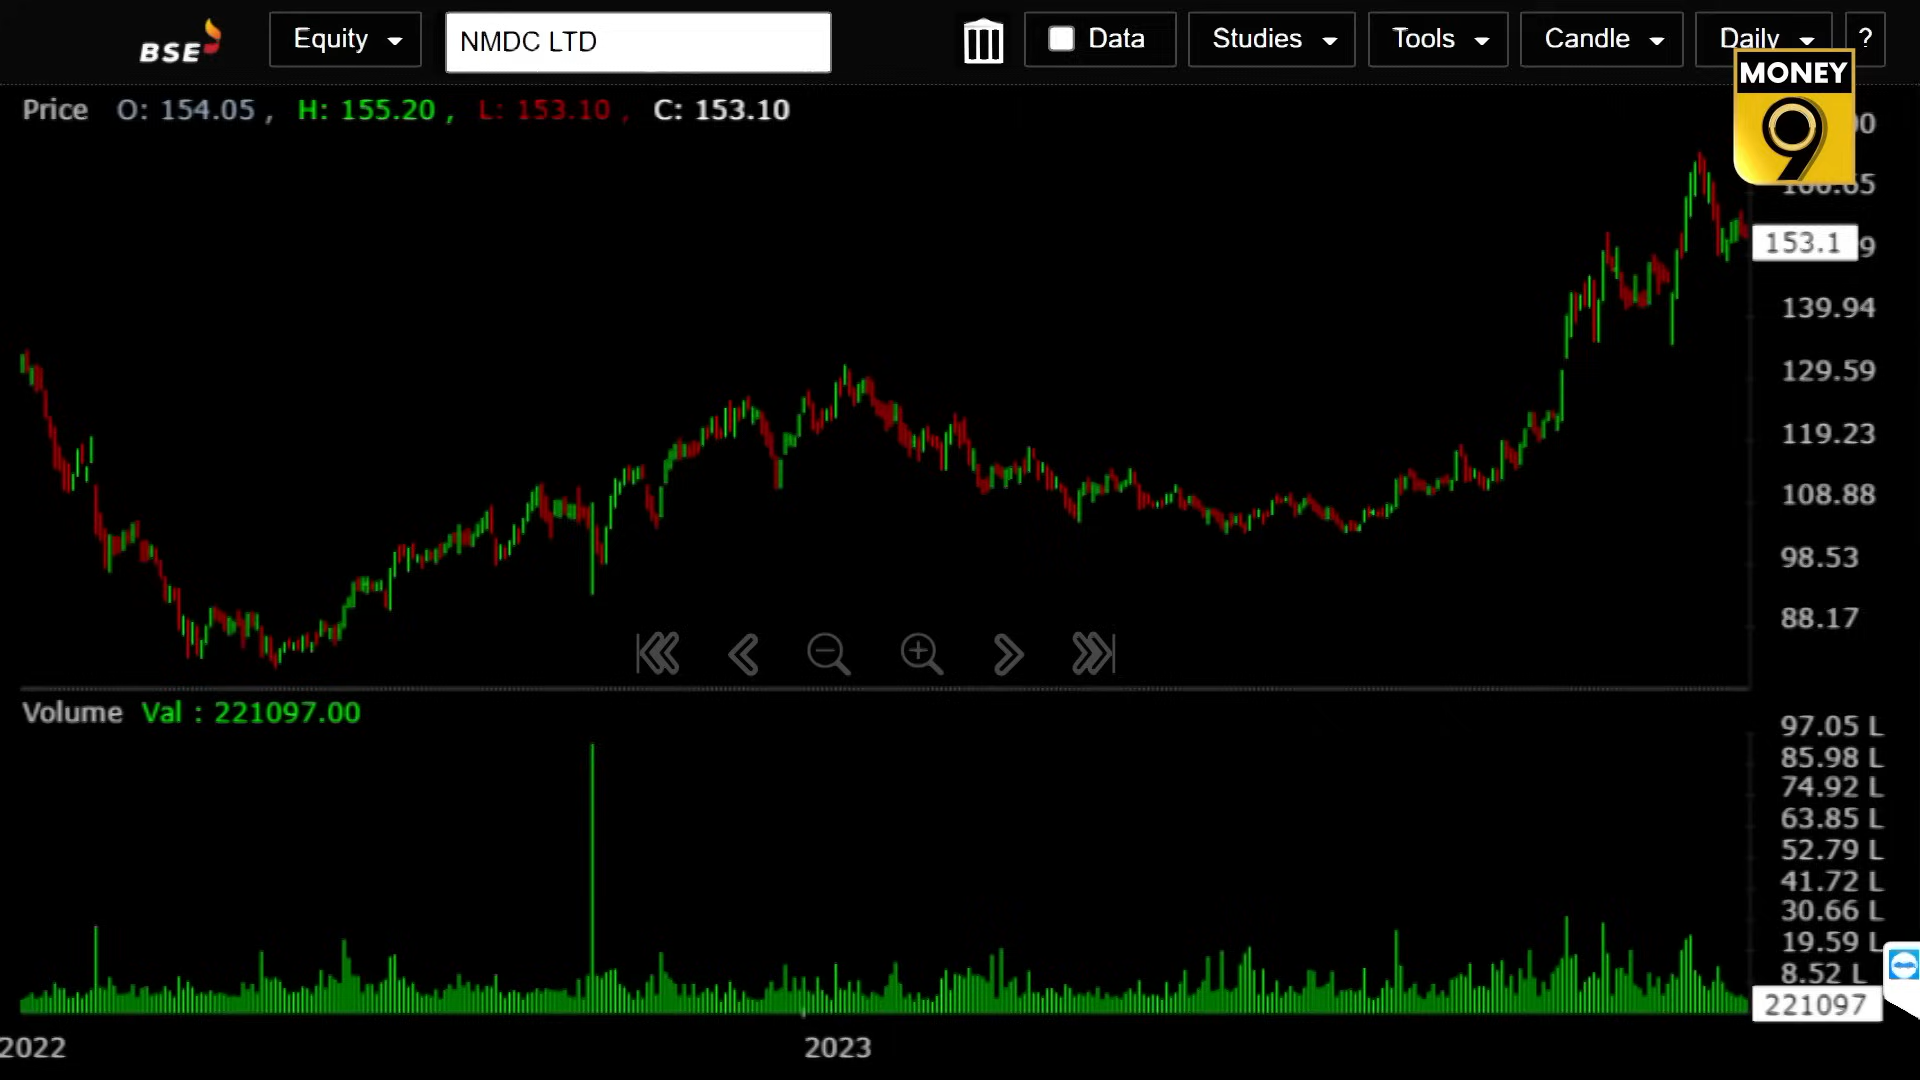 BSE Equity NMDC LTD Data Studies Tools Candle Daily ?
MONEY
9
Price O: 154.05 , H: 155.20 , L: 153.10 , C: 153.10
153.1
139.94
129.59
119.23
108.88
98.53
88.17
Volume Val : 221097.00
97.05 L
85.98 L
74.92 L
63.85 L
52.79 L
41.72 L
30.66 L
19.59 L
8.52 L
221097
2022 2023